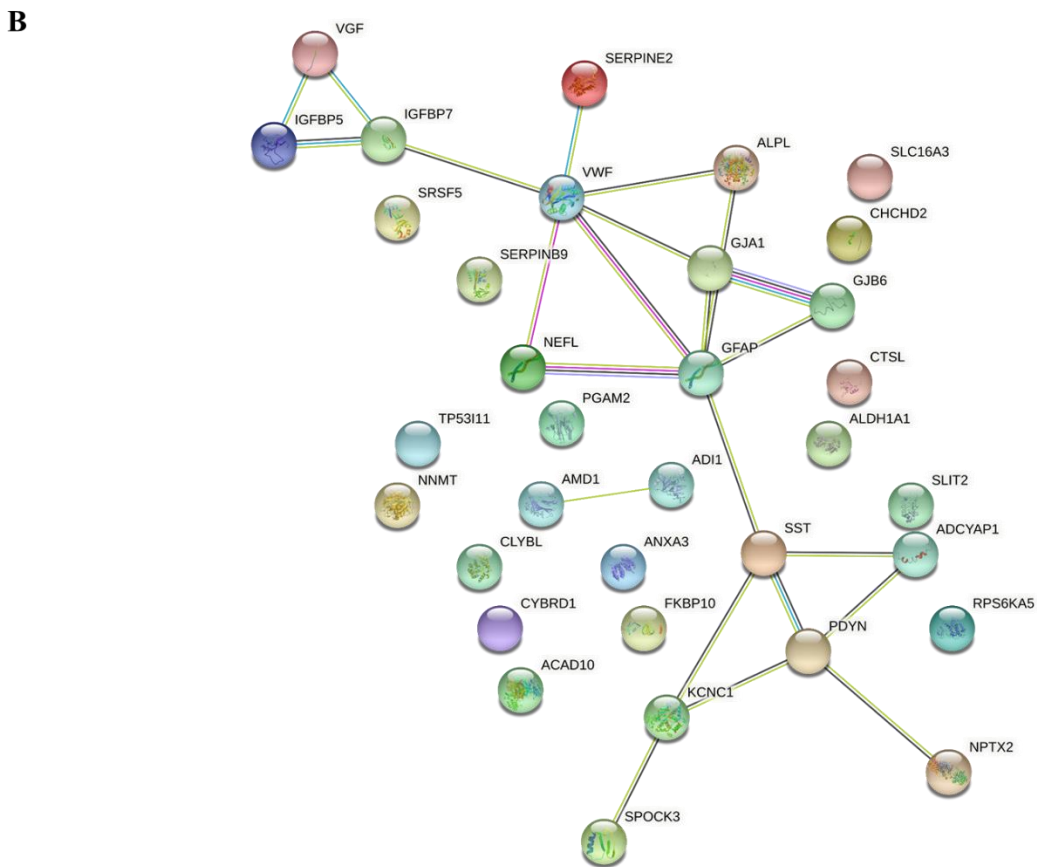 B
VGF
SERPINE2
IGFBP5
IGFBP7
ALPL
SLC16A3
VWF
SRSF5
CHCHD2
GJA1
SERPINB9
GJB6
NEFL
GFAP
CTSL
PGAM2
TP53I11
ALDH1A1
ADI1
NNMT
AMD1
SLIT2
SST
ADCYAP1
CLYBL
ANXA3
CYBRD1
FKBP10
PDYN
RPS6KA5
ACAD10
KCNC1
NPTX2
SPOCK3